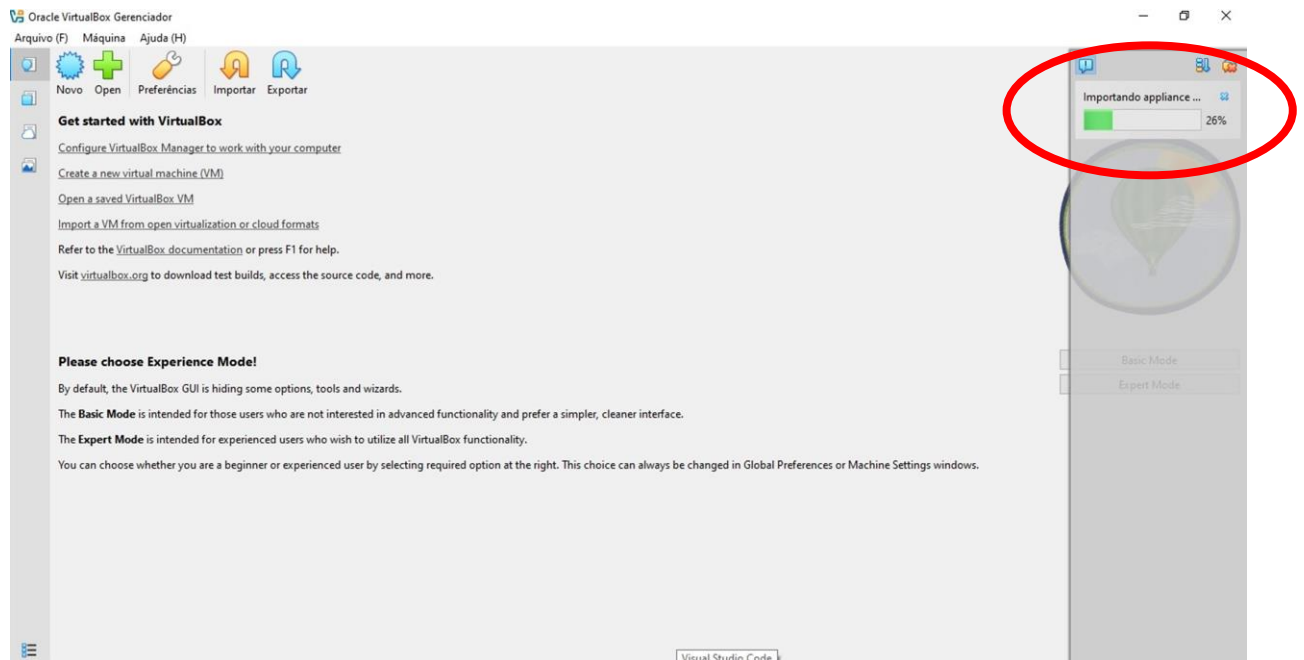 Oracle VirtualBox Gerenciador
Arquivo (F) Máquina Ajuda (H)
Novo Open Preferências Importar Exportar
Importando appliance ...
26%
Get started with VirtualBox
Configure VirtualBox Manager to work with your computer
Create a new virtual machine (VM)
Open a saved VirtualBox VM
Import a VM from open virtualization or cloud formats
Refer to the VirtualBox documentation or press F1 for help.
Visit virtualbox.org to download test builds, access the source code, and more.
Please choose Experience Mode!
Basic Mode
By default, the VirtualBox GUI is hiding some options, tools and wizards.
Expert Mode
The Basic Mode is intended for those users who are not interested in advanced functionality and prefer a simpler, cleaner interface.
The Expert Mode is intended for experienced users who wish to utilize all VirtualBox functionality.
You can choose whether you are a beginner or experienced user by selecting required option at the right. This choice can always be changed in Global Preferences or Machine Settings windows.
Visual Studio Code